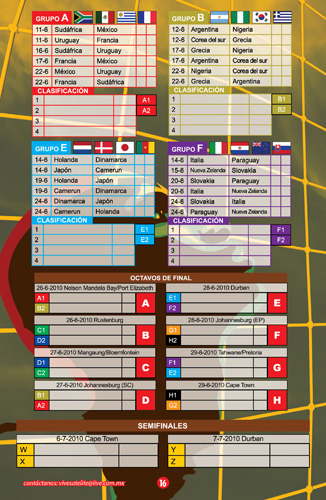 GRUPO A
11-6 Sudáfrica México
11-6 Uruguay Francia
16-6 Sudáfrica Uruguay
17-6 Francia México
22-6 México Uruguay
22-6 Francia Sudáfrica
CLASIFICACIÓN
1 A1
2 A2
3
4
GRUPO B
12-6 Argentina Nigeria
12-6 Corea del sur Grecia
17-6 Grecia Nigeria
17-6 Argentina Corea del sur
22-6 Nigeria Corea del sur
22-6 Grecia Argentina
CLASIFICACIÓN
1 B1
2 B2
3
4
GRUPO E
14-6 Holanda Dinamarca
14-6 Japón Camerun
19-6 Holanda Japón
19-6 Camerun Dinamarca
24-6 Dinamarca Japón
24-6 Camerun Holanda
CLASIFICACIÓN
1 E1
2 E2
3
4
GRUPO F
14-6 Italia Paraguay
15-6 Nueva Zelanda Slovakia
20-6 Slovakia Paraguay
20-6 Italia Nueva Zelanda
24-6 Slovakia Italia
24-6 Paraguay Nueva Zelanda
CLASIFICACIÓN
1 F1
2 F2
3
4
OCTAVOS DE FINAL
26-6-2010 Nelson Mandela Bay/Port Elizabeth
A1
B2
A
26-6-2010 Rustenburg
C1
D2
B
27-6-2010 Mangaung/Bloemfontein
D1
C2
C
27-6-2010 Johannesburg (SC)
B1
A2
D
28-6-2010 Durban
E1
F2
E
28-6-2010 Johannesburg (EP)
G1
H2
F
29-6-2010 Tshwane/Pretoria
F1
E2
G
29-6-2010 Cape Town
H1
G2
H
SEMIFINALES
6-7-2010 Cape Town
W
X
7-7-2010 Durban
Y
Z
contáctanos:vivesatelite@live.com.mx
16